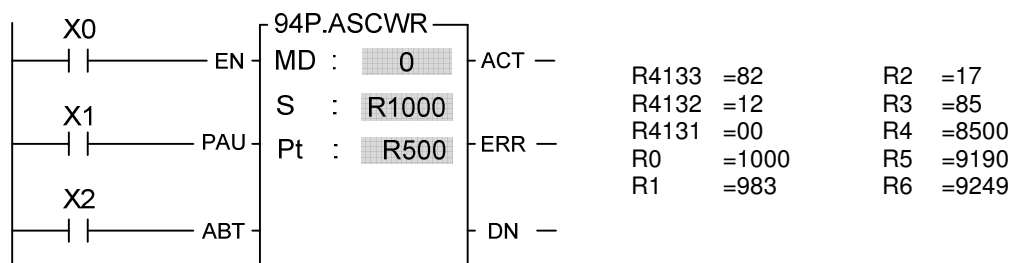 X0
94P.ASCWR
EN MD : 0 ACT
S : R1000
X1
PAU Pt : R500 ERR
X2
ABT DN
R4133 =82 R2 =17
R4132 =12 R3 =85
R4131 =00 R4 =8500
R0 =1000 R5 =9190
R1 =983 R6 =9249